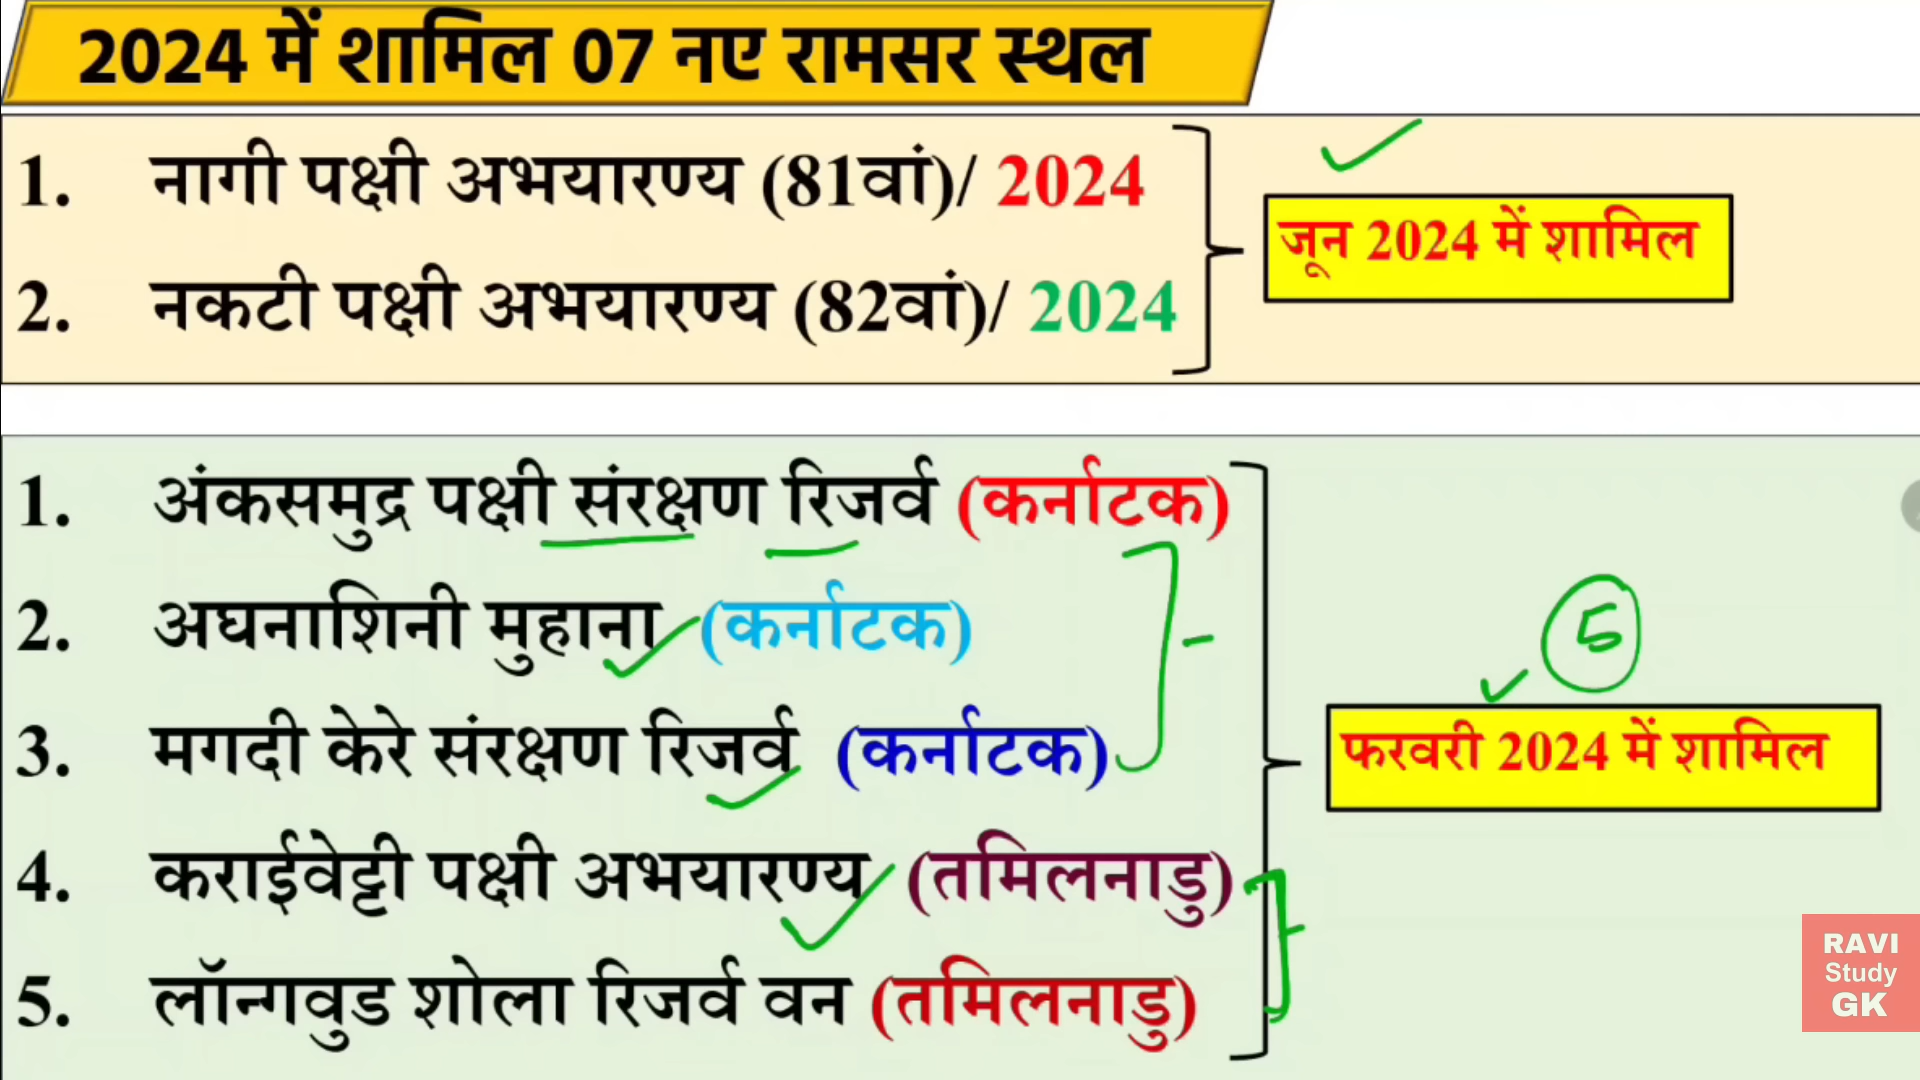 2024 में शामिल 07 नए रामसर स्थल
1. नागी पक्षी अभयारण्य (81वां)/ 2024
2. नकटी पक्षी अभयारण्य (82वां)/ 2024
जून 2024 में शामिल
1. अंकसमुद्र पक्षी संरक्षण रिजर्व (कर्नाटक)
2. अघनाशिनी मुहाना (कर्नाटक)
3. मगदी केरे संरक्षण रिजर्व (कर्नाटक)
4. कराईवेट्टी पक्षी अभयारण्य (तमिलनाडु)
5. लॉन्गवुड शोला रिजर्व वन (तमिलनाडु)
5
फरवरी 2024 में शामिल
RAVI
Study
GK